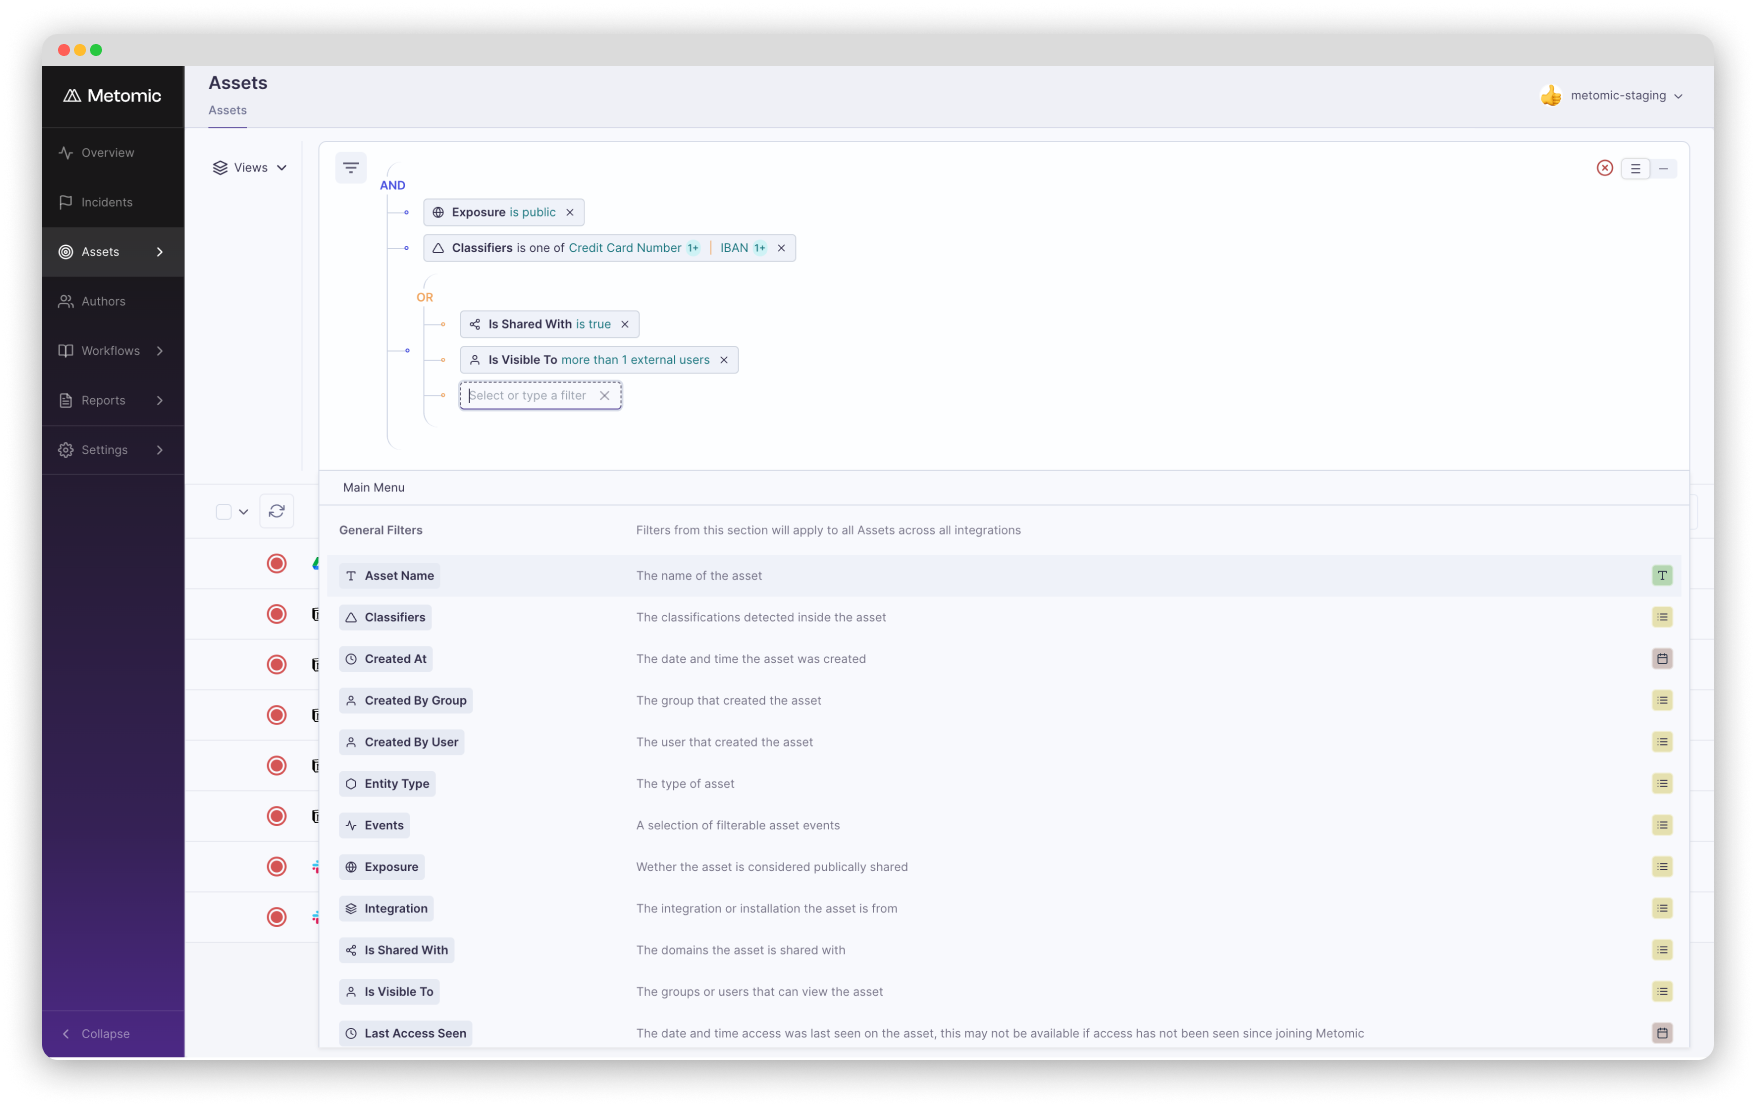 Metomic
Overview
Incidents
Assets
Authors
Workflows
Reports
Settings
Collapse
Assets
Assets
metomic-staging
Views
AND
Exposure is public
Classifiers is one of Credit Card Number 1+ | IBAN 1+
OR
Is Shared With is true
Is Visible To more than 1 external users
Select or type a filter
Main Menu
General Filters Filters from this section will apply to all Assets across all integrations
Asset Name The name of the asset
Classifiers The classifications detected inside the asset
Created At The date and time the asset was created
Created By Group The group that created the asset
Created By User The user that created the asset
Entity Type The type of asset
Events A selection of filterable asset events
Exposure Wether the asset is considered publically shared
Integration The integration or installation the asset is from
Is Shared With The domains the asset is shared with
Is Visible To The groups or users that can view the asset
Last Access Seen The date and time access was last seen on the asset, this may not be available if access has not been seen since joining Metomic